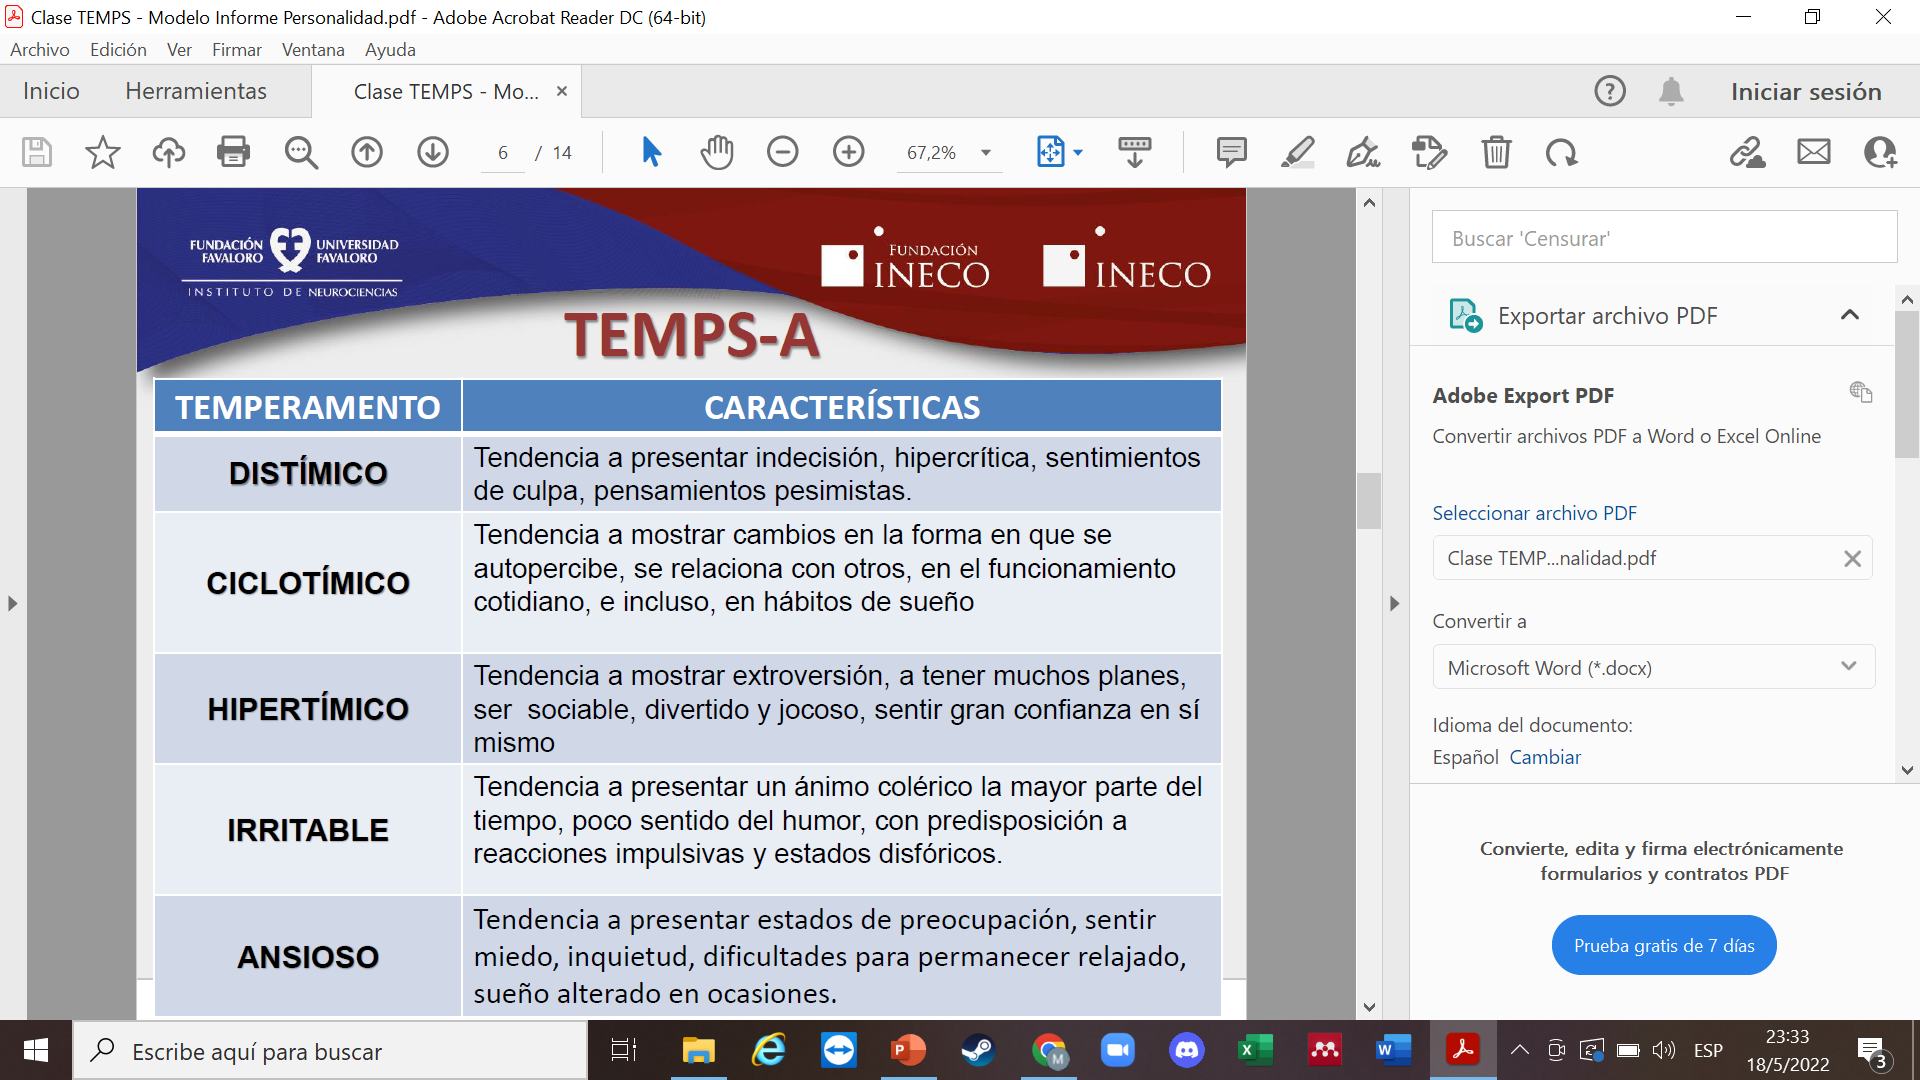 Clase TEMPS - Modelo Informe Personalidad.pdf - Adobe Acrobat Reader DC (64-bit)
Archivo Edición Ver Firmar Ventana Ayuda
Inicio Herramientas Clase TEMPS - Mo... × Iniciar sesión
6 / 14 67,2%
FUNDACIÓN FAVALORO UNIVERSIDAD FAVALORO
INSTITUTO DE NEUROCIENCIAS
FUNDACIÓN
INECO
INECO
TEMPS-A
TEMPERAMENTO CARACTERÍSTICAS
DISTÍMICO
Tendencia a presentar indecisión, hipercrítica, sentimientos
de culpa, pensamientos pesimistas.
CICLOTÍMICO
Tendencia a mostrar cambios en la forma en que se
autopercibe, se relaciona con otros, en el funcionamiento
cotidiano, e incluso, en hábitos de sueño
HIPERTÍMICO
Tendencia a mostrar extroversión, a tener muchos planes,
ser sociable, divertido y jocoso, sentir gran confianza en sí
mismo
IRRITABLE
Tendencia a presentar un ánimo colérico la mayor parte del
tiempo, poco sentido del humor, con predisposición a
reacciones impulsivas y estados disfóricos.
ANSIOSO
Tendencia a presentar estados de preocupación, sentir
miedo, inquietud, dificultades para permanecer relajado,
sueño alterado en ocasiones.
Buscar 'Censurar'
Exportar archivo PDF
Adobe Export PDF
Convertir archivos PDF a Word o Excel Online
Seleccionar archivo PDF
Clase TEMP...nalidad.pdf
Convertir a
Microsoft Word (*.docx)
Idioma del documento:
Español Cambiar
Convierte, edita y firma electrónicamente
formularios y contratos PDF
Prueba gratis de 7 días
Escribe aquí para buscar
ESP
23:33
18/5/2022
3